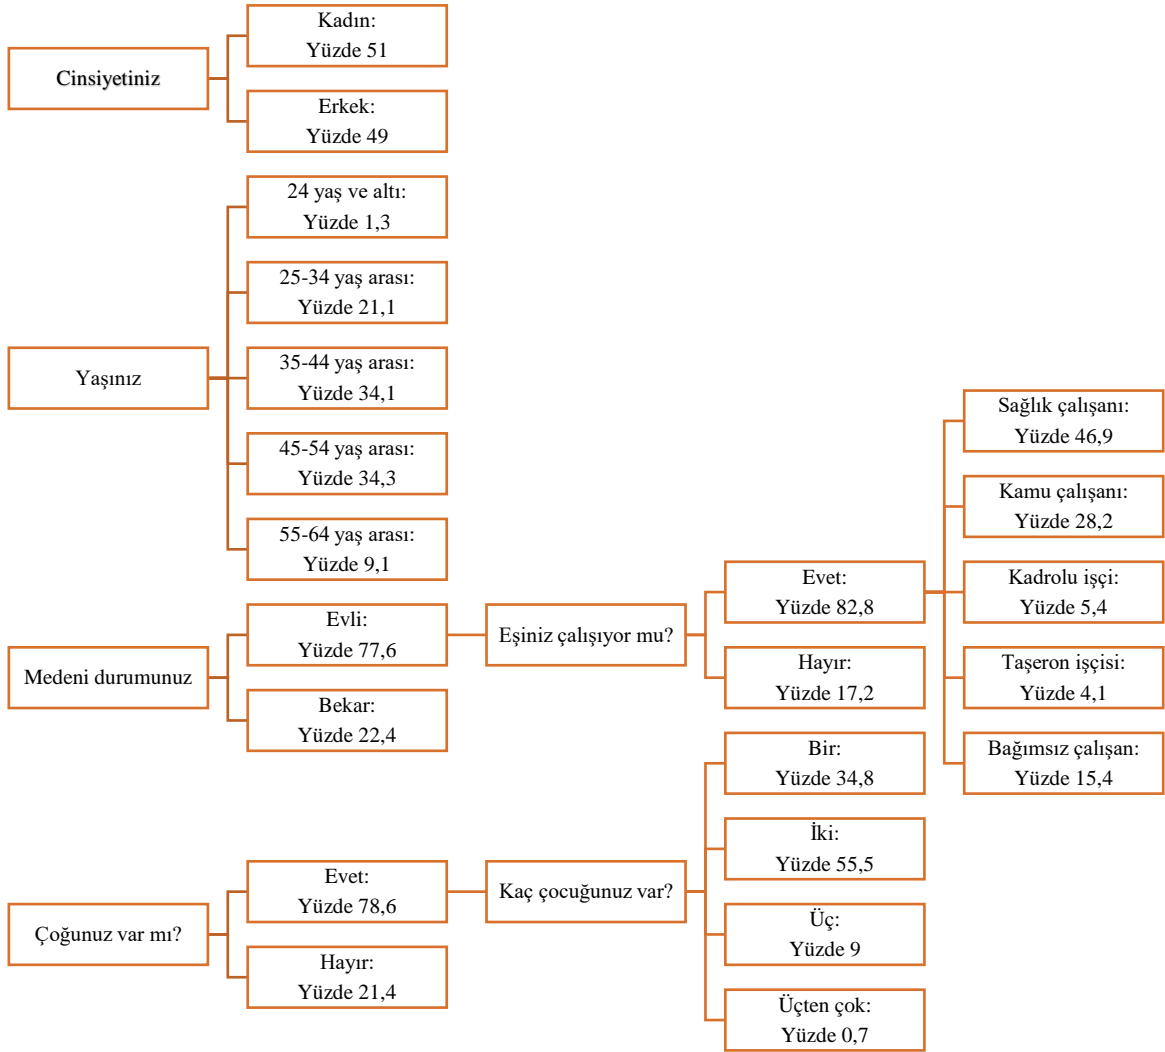 Cinsiyetiniz
Kadın:
Yüzde 51
Erkek:
Yüzde 49
Yaşınız
24 yaş ve altı:
Yüzde 1,3
25-34 yaş arası:
Yüzde 21,1
35-44 yaş arası:
Yüzde 34,1
45-54 yaş arası:
Yüzde 34,3
55-64 yaş arası:
Yüzde 9,1
Medeni durumunuz
Evli:
Yüzde 77,6
Bekar:
Yüzde 22,4
Eşiniz çalışıyor mu?
Evet:
Yüzde 82,8
Hayır:
Yüzde 17,2
Sağlık çalışanı:
Yüzde 46,9
Kamu çalışanı:
Yüzde 28,2
Kadrolu işçi:
Yüzde 5,4
Taşeron işçisi:
Yüzde 4,1
Bağımsız çalışan:
Yüzde 15,4
Çoğunuz var mı?
Evet:
Yüzde 78,6
Hayır:
Yüzde 21,4
Kaç çocuğunuz var?
Bir:
Yüzde 34,8
İki:
Yüzde 55,5
Üç:
Yüzde 9
Üçten çok:
Yüzde 0,7